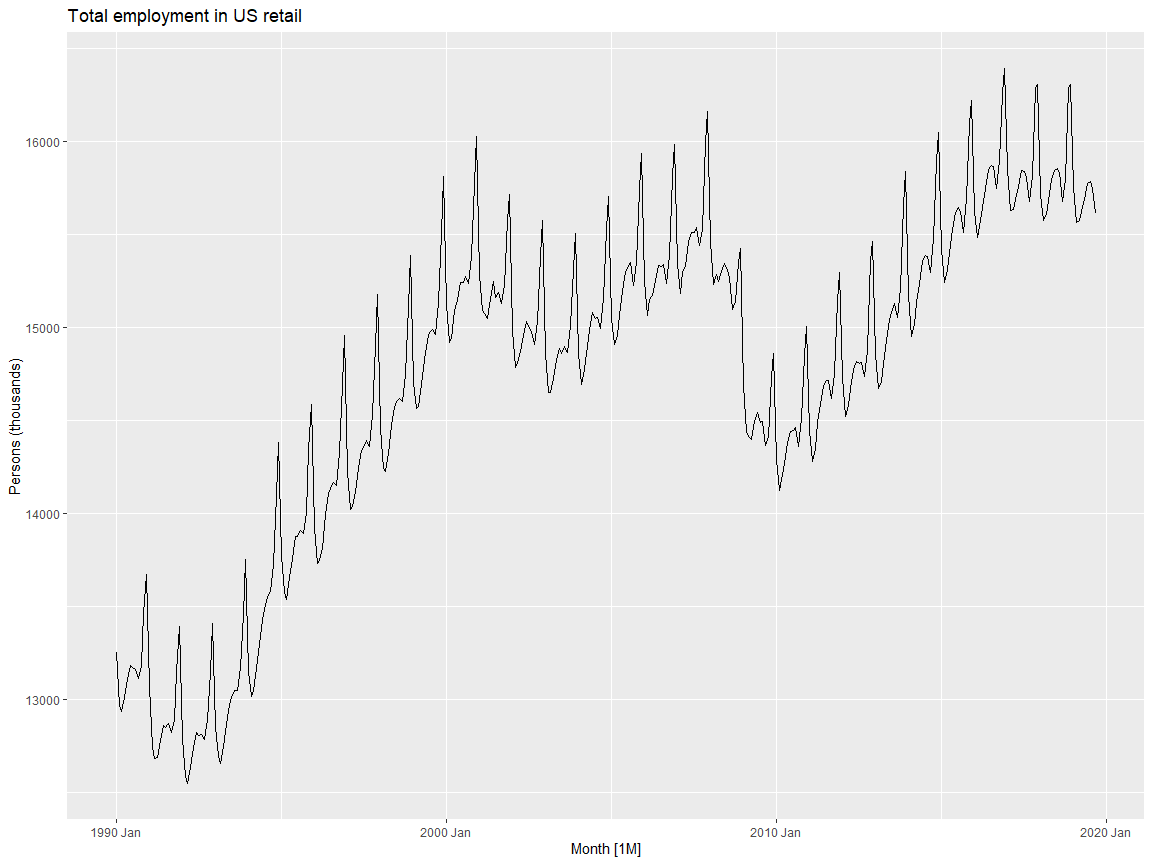 Total employment in US retail
Persons (thousands)
16000
15000
14000
13000
1990 Jan
2000 Jan
2010 Jan
2020 Jan
Month [1M]